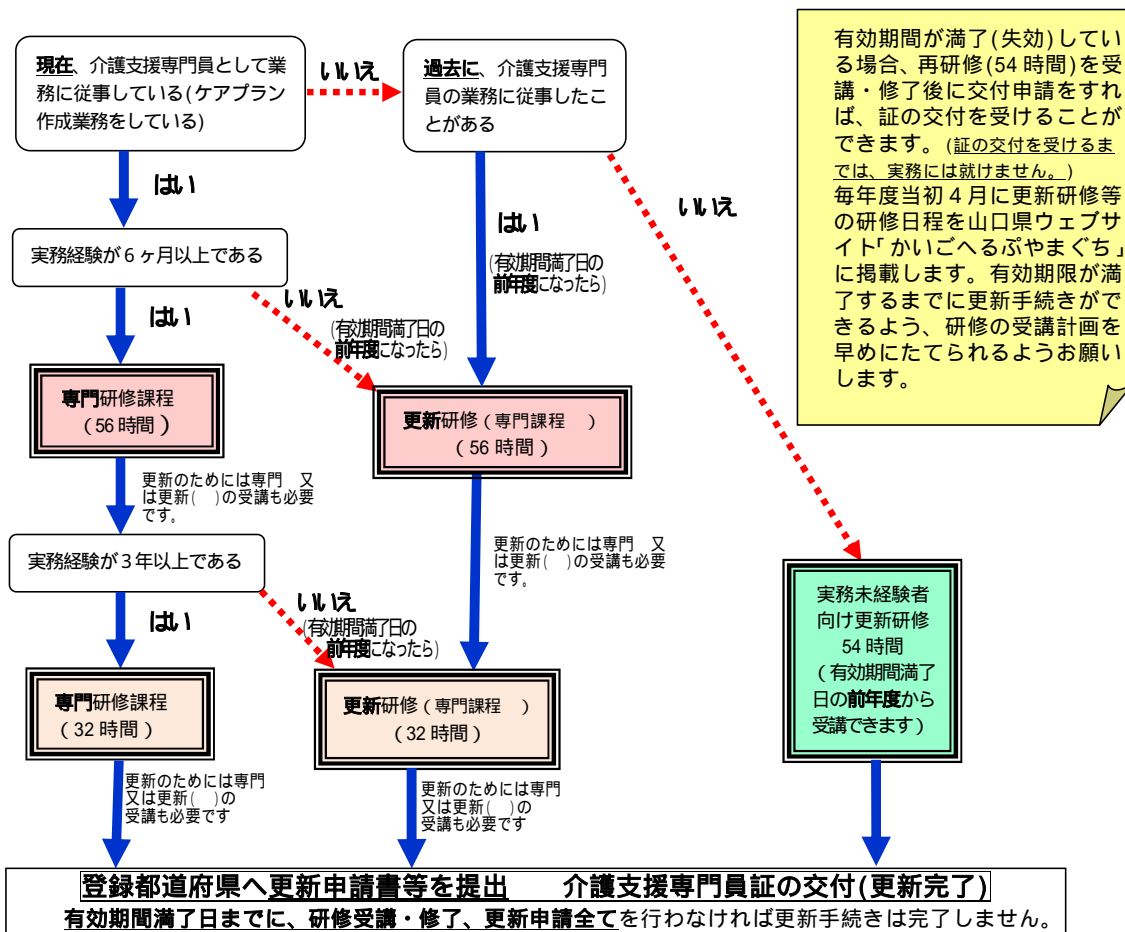 現在、介護支援専門員として業
務に従事している(ケアプラン
作成業務をしている)
いいえ
過去に、介護支援専門
員の業務に従事したこ
とがある
有効期間が満了(失効)してい
る場合、再研修(54時間)を受
講・修了後に交付申請をすれ
ば、証の交付を受けることが
できます。(証の交付を受けるま
では、実務には就けません。)
毎年度当初4月に更新研修等
の研修日程を山口県ウェブサ
イト「かいごへるぷやまぐち」
に掲載します。有効期限が満
了するまでに更新手続きがで
きるよう、研修の受講計画を
早めにたてられるようお願い
します。
はい
実務経験が6ヶ月以上である
はい
(有効期間満了日の
前年度になったら)
いいえ
いいえ
(有効期間満了日の
前年度になったら)
はい
専門研修課程
(56時間)
更新研修(専門課程　)
(56時間)
更新のためには専門　又
は更新(　)の受講も必要
です。
実務経験が3年以上である
更新のためには専門　又
は更新(　)の受講も必要
です。
いいえ
(有効期間満了日の
前年度になったら)
はい
専門研修課程
(32時間)
更新研修(専門課程　)
(32時間)
実務未経験者
向け更新研修
54時間
(有効期間満了
日の前年度から
受講できます)
更新のためには専門
又は更新(　)の
受講も必要です
更新のためには専門
又は更新(　)の
受講も必要です
登録都道府県へ更新申請書等を提出　　介護支援専門員証の交付(更新完了)
有効期間満了日までに、研修受講・修了、更新申請全てを行わなければ更新手続きは完了しません。